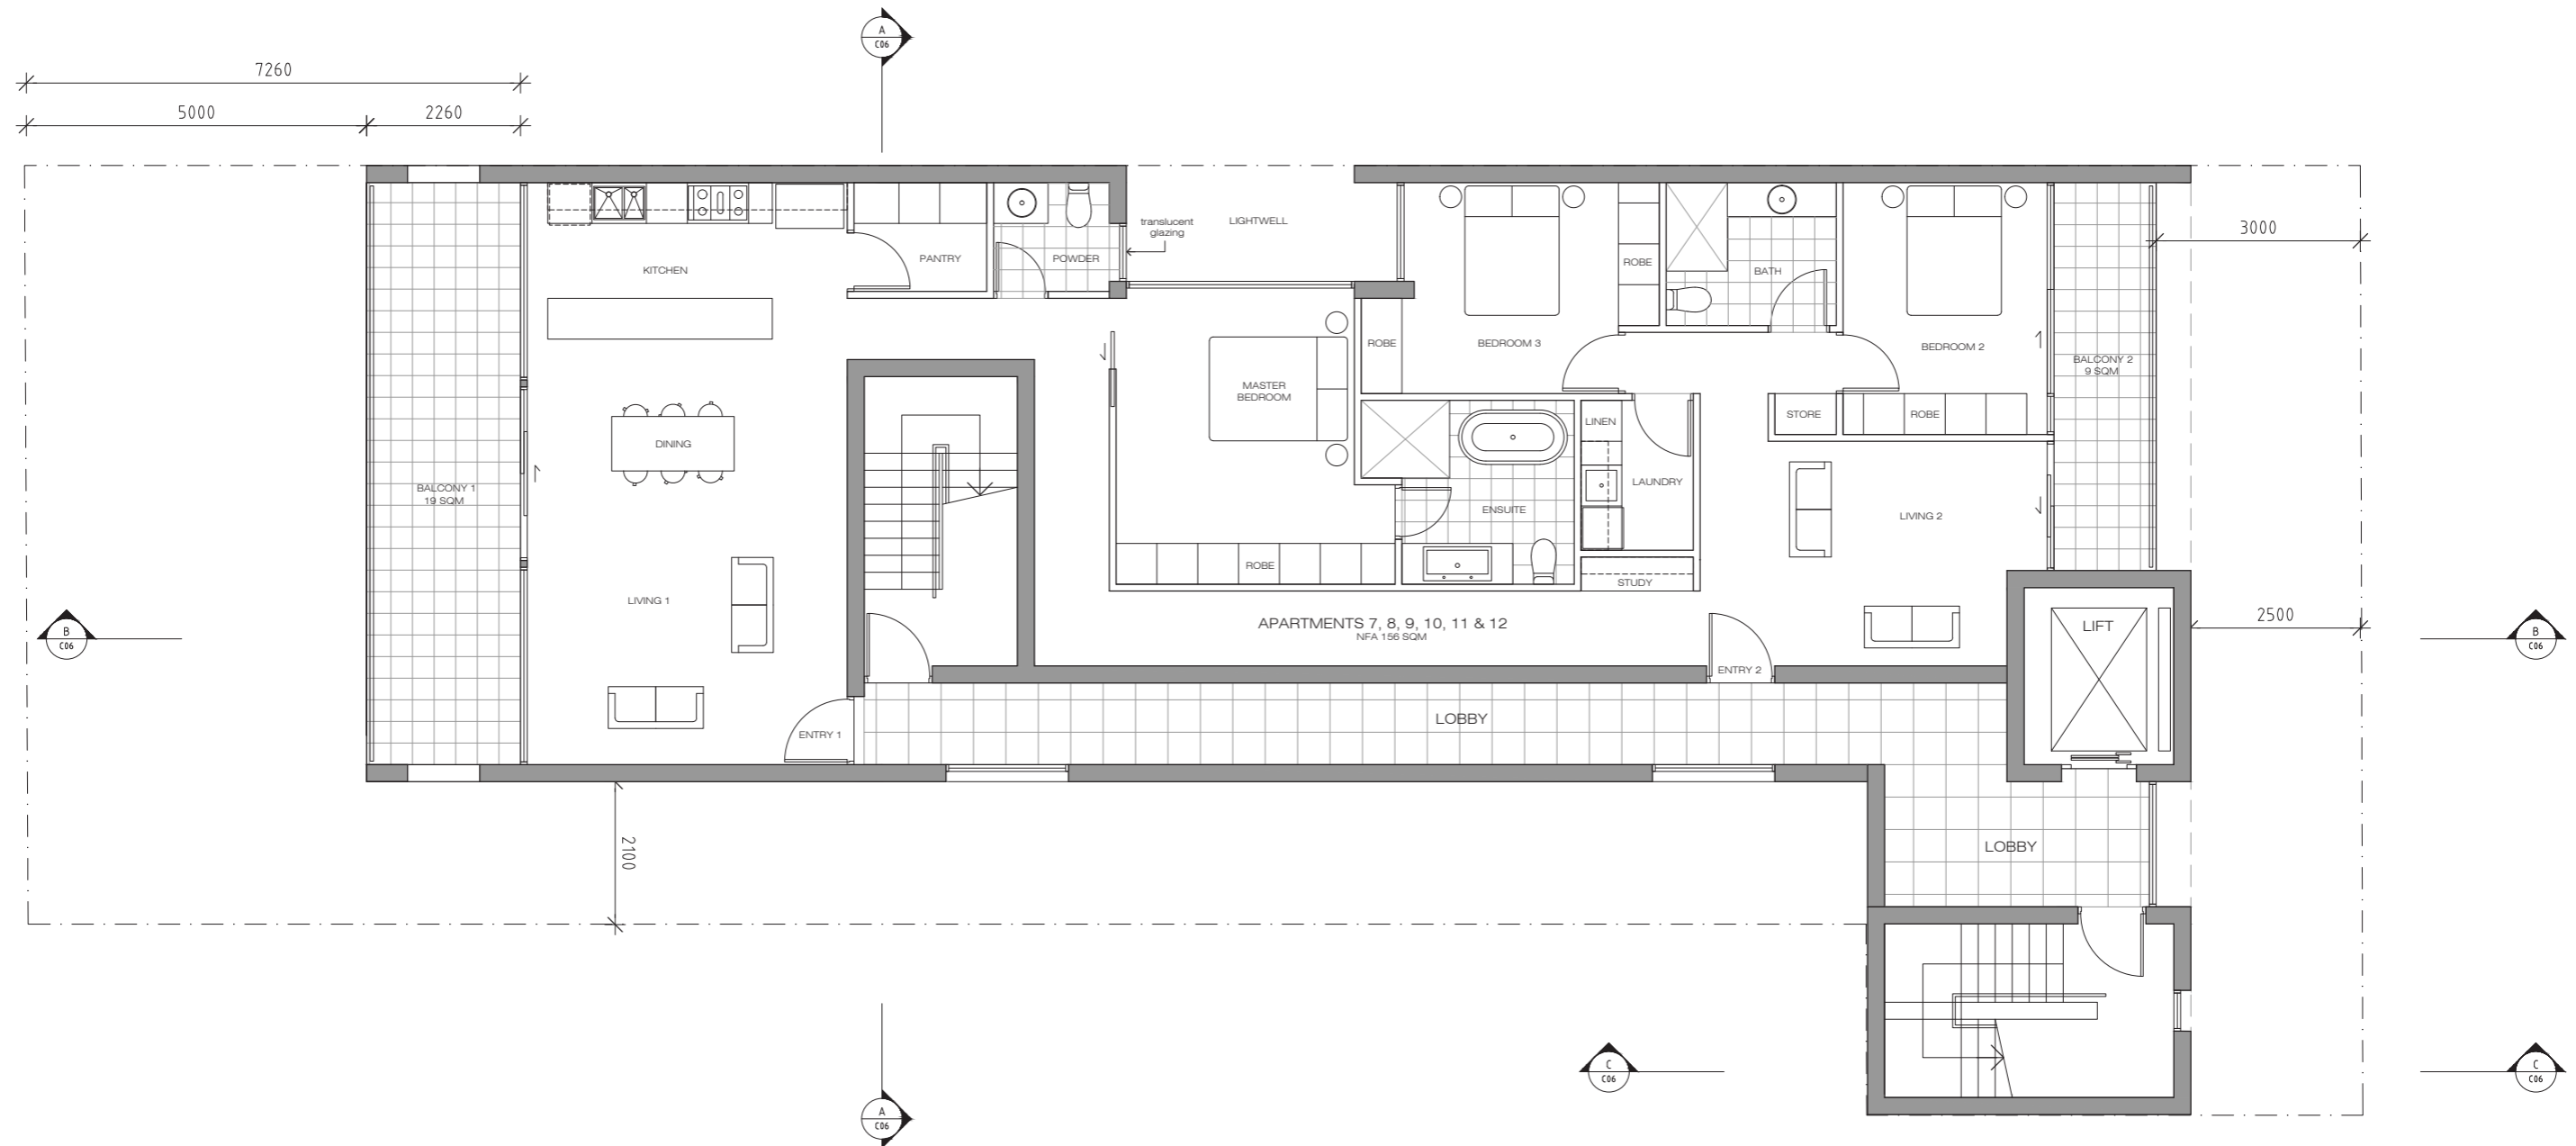 A
C06
7260
5000
2260
translucent
glazing
LIGHTWELL
3000
KITCHEN
PANTRY
POWDER
ROBE
BATH
ROBE
BEDROOM 3
BEDROOM 2
BALCONY 2
9 SQM
MASTER
BEDROOM
DINING
LINEN
STORE
ROBE
BALCONY 1
19 SQM
LAUNDRY
ENSUITE
LIVING 2
ROBE
STUDY
LIVING 1
APARTMENTS 7, 8, 9, 10, 11 & 12
NFA 156 SQM
LIFT
2500
B
C06
B
C06
ENTRY 2
LOBBY
ENTRY 1
2100
LOBBY
C
C06
C
C06
A
C06